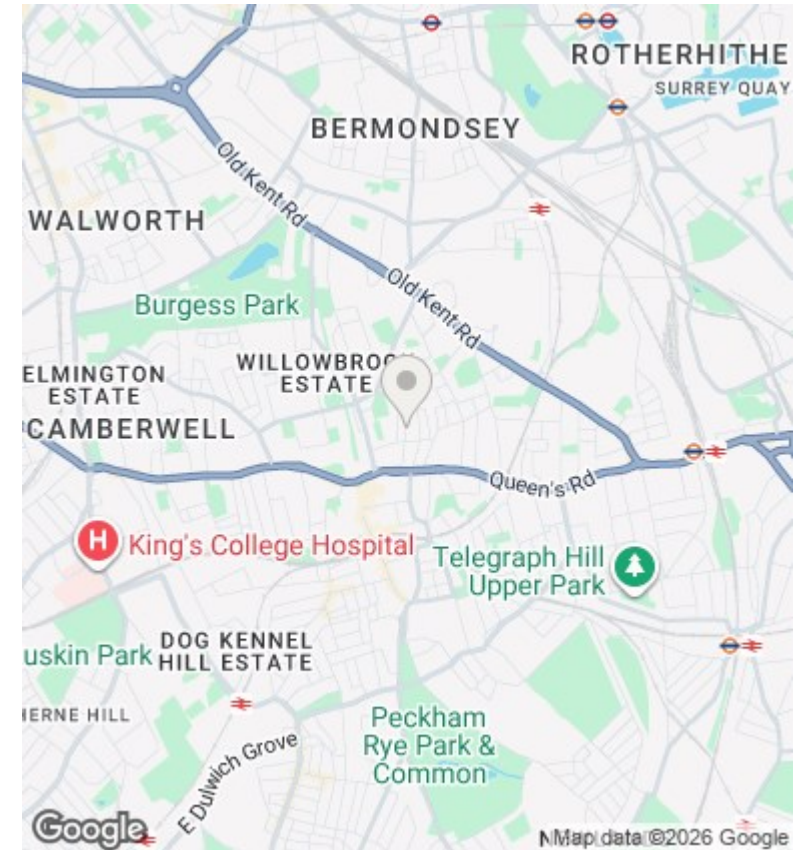 ROTHERHITHE
SURREY QUAY
BERMONDSEY
Old Kent Rd
WALWORTH
Old Kent Rd
Burgess Park
WILLOWBROOK
ESTATE
ELMINGTON
ESTATE
CAMBERWELL
Queen's Rd
H King's College Hospital
Telegraph Hill
Upper Park
uskin Park
DOG KENNEL
HILL ESTATE
HERNE HILL
Peckham
Rye Park &
Common
E Dulwich Grove
Google
Map data ©2026 Google